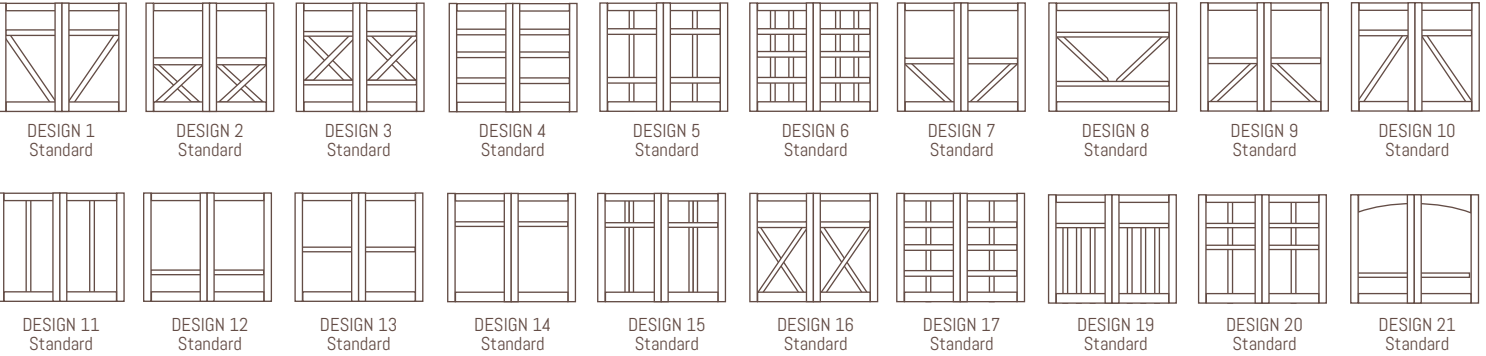 DESIGN 1
Standard
DESIGN 2
Standard
DESIGN 3
Standard
DESIGN 4
Standard
DESIGN 5
Standard
DESIGN 6
Standard
DESIGN 7
Standard
DESIGN 8
Standard
DESIGN 9
Standard
DESIGN 10
Standard
DESIGN 11
Standard
DESIGN 12
Standard
DESIGN 13
Standard
DESIGN 14
Standard
DESIGN 15
Standard
DESIGN 16
Standard
DESIGN 17
Standard
DESIGN 19
Standard
DESIGN 20
Standard
DESIGN 21
Standard